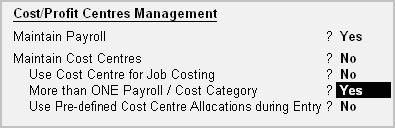 Cost/Profit Centres Management
Maintain Payroll ? Yes
Maintain Cost Centres ? No
Use Cost Centre for Job Costing ? No
More than ONE Payroll / Cost Category ? Yes
Use Pre-defined Cost Centre Allocations during Entry ? No